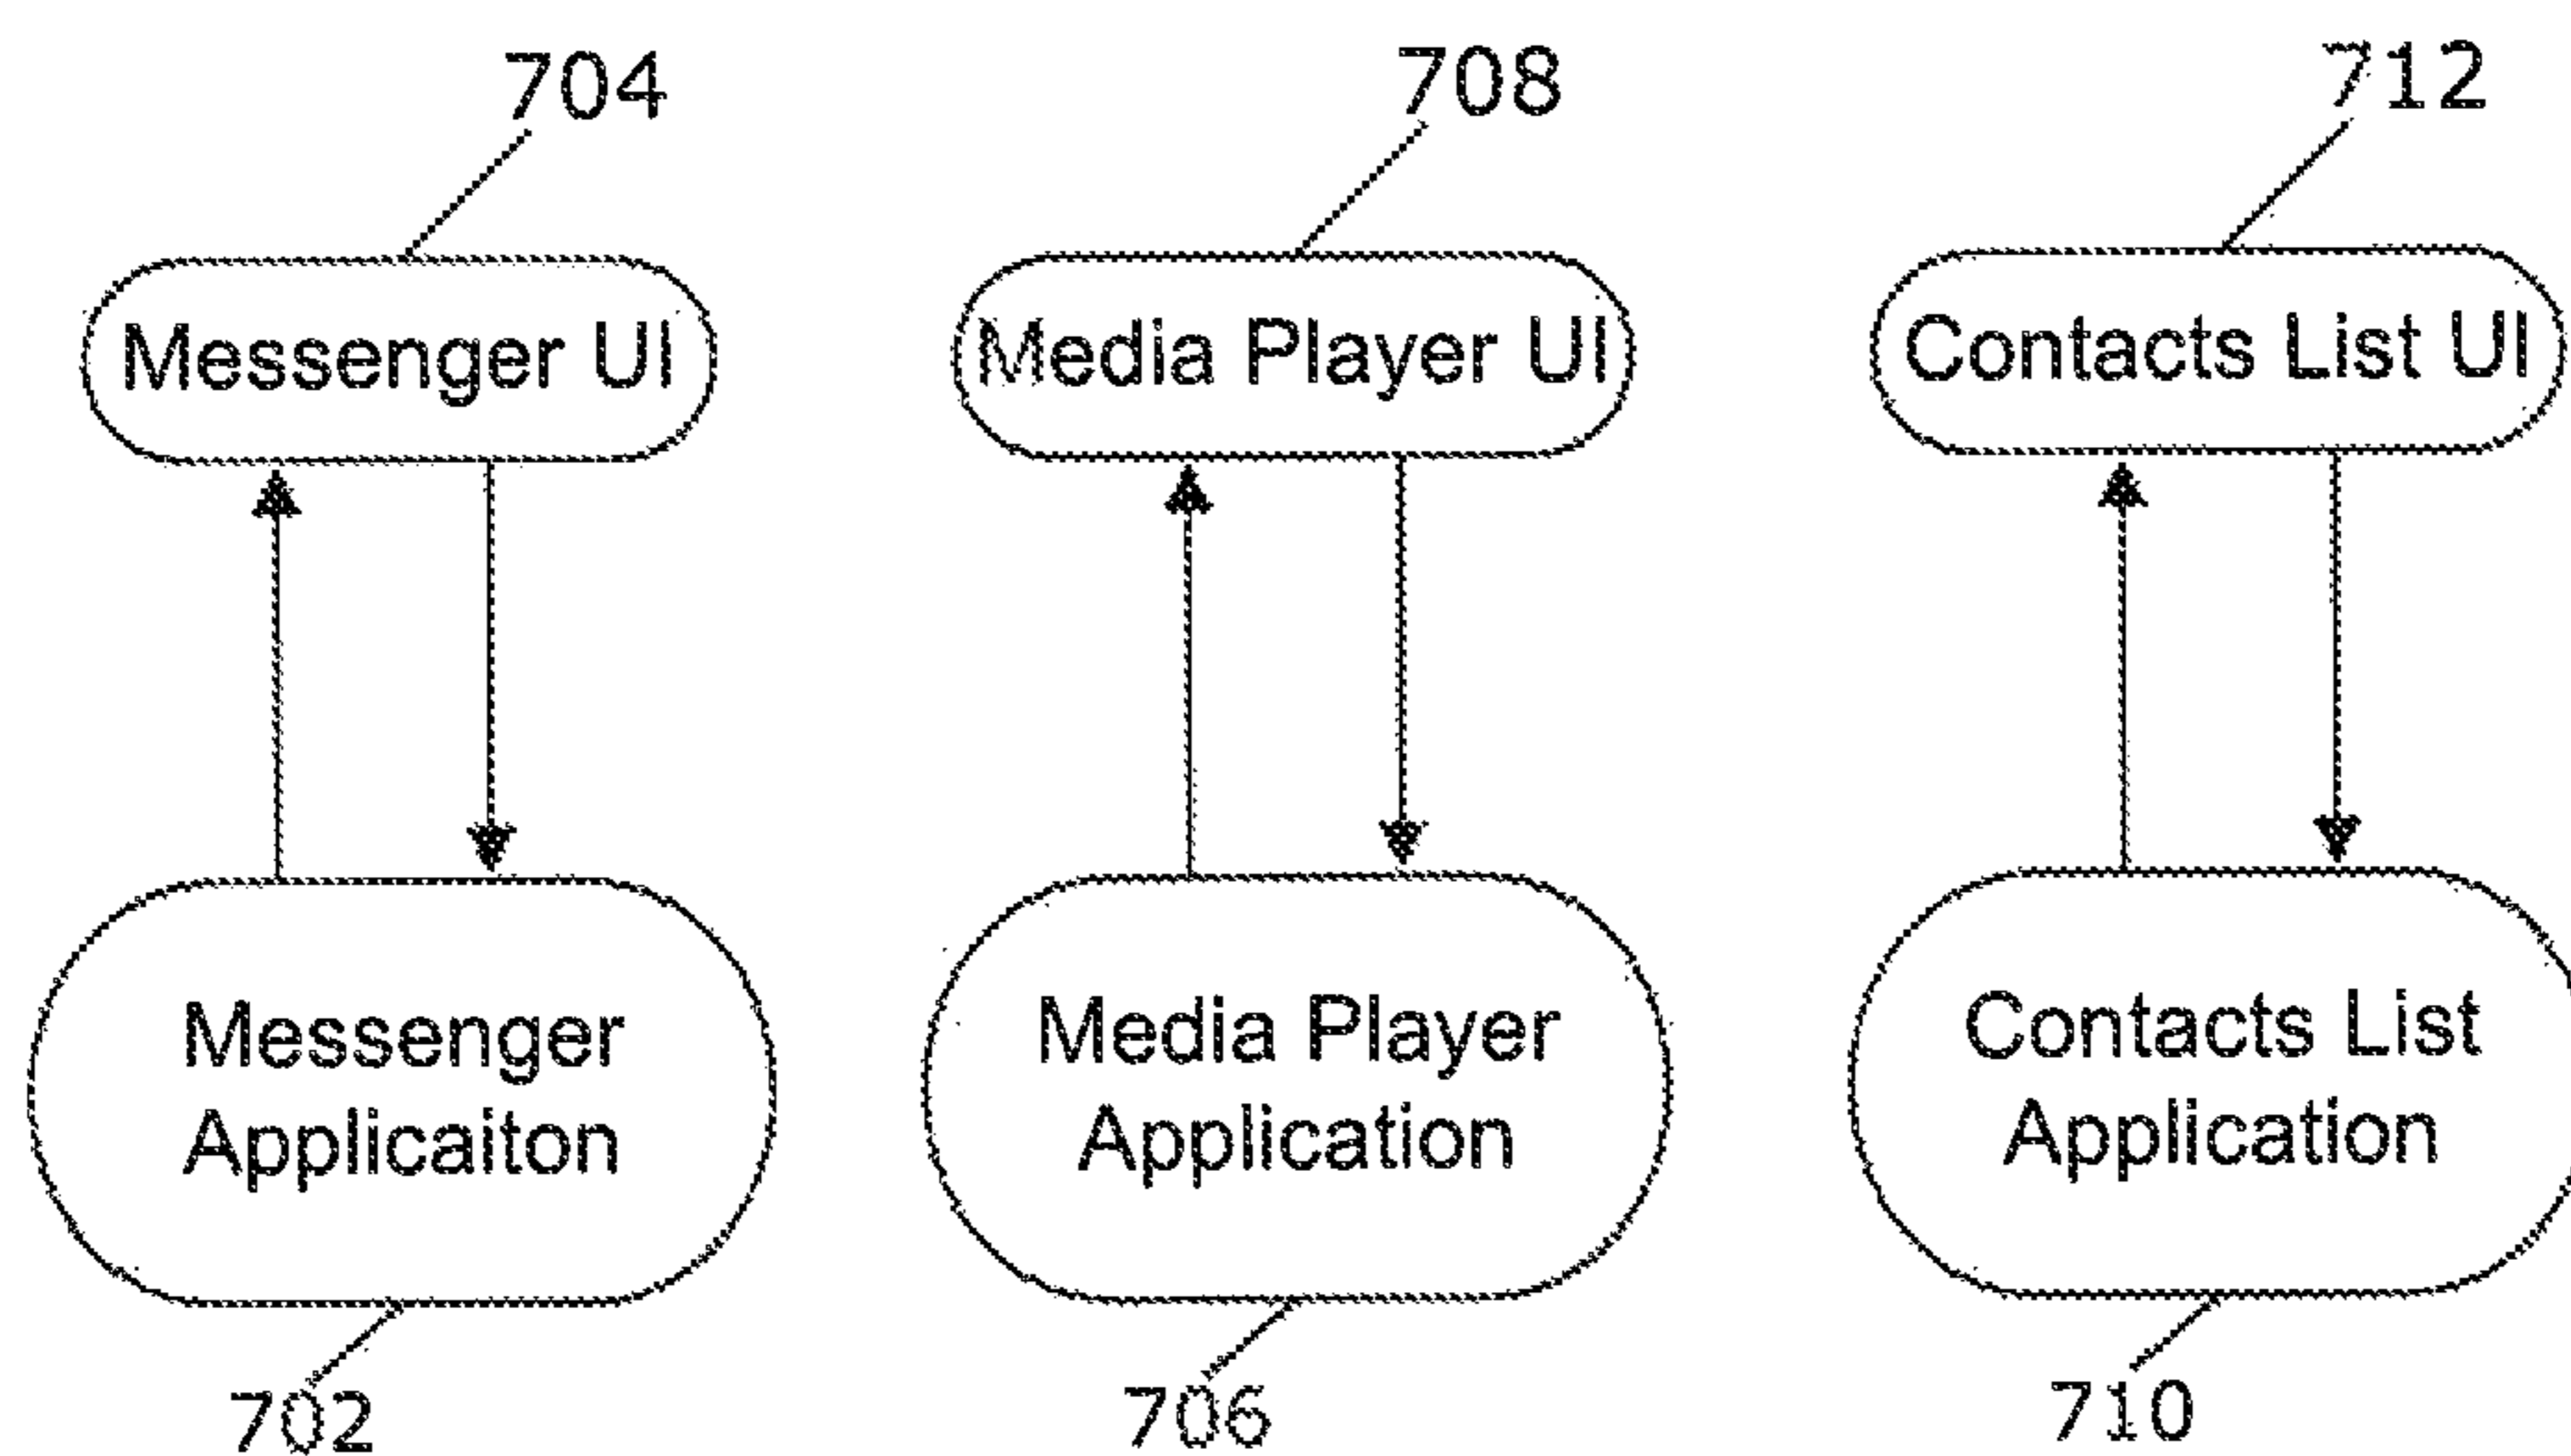 704
708
712
Messenger UI
Media Player UI
Contacts List UI
Messenger
Applicaiton
Media Player
Application
Contacts List
Application
702
706
710